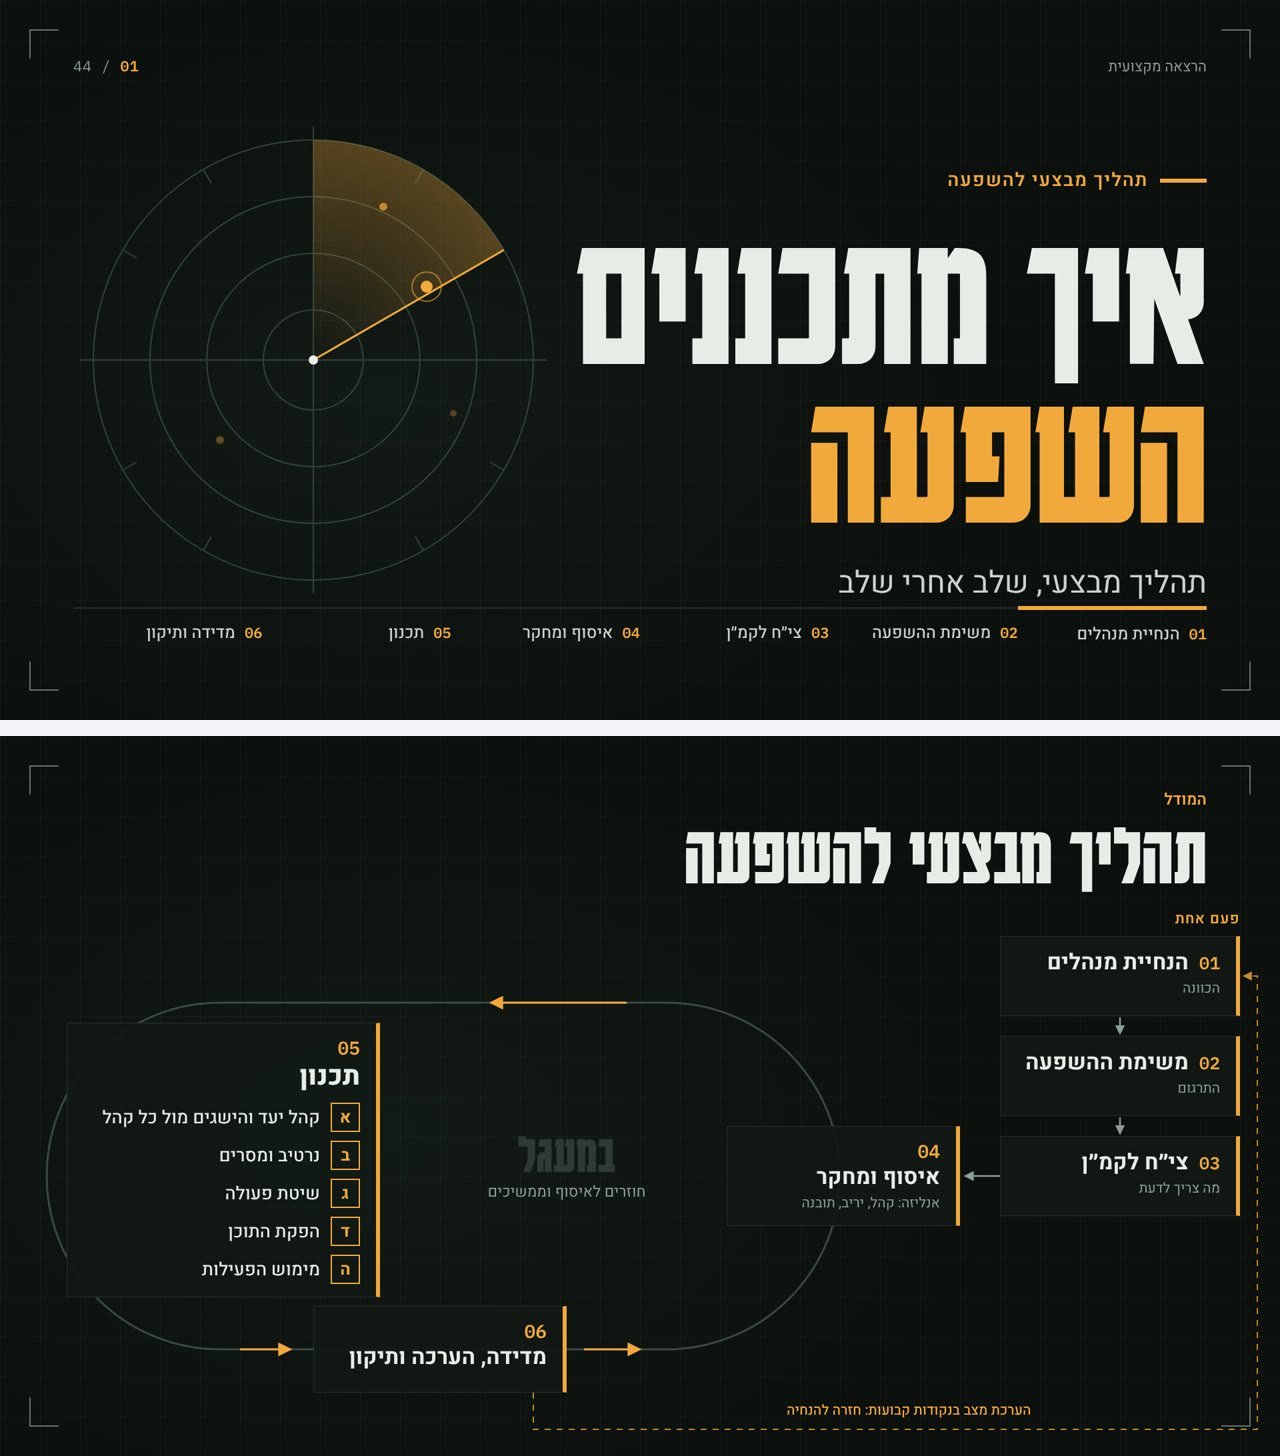 הרצאה מקצועית
01 / 44
תהליך מבצעי להשפעה
איך מתכננים
השפעה
תהליך מבצעי, שלב אחרי שלב
01 הנחיית מנהלים
02 משימת ההשפעה
03 צי״ח לקמ״ן
04 איסוף ומחקר
05 תכנון
06 מדידה ותיקון
המודל
תהליך מבצעי להשפעה
פעם אחת
01 הנחיית מנהלים
הכוונה
02 משימת ההשפעה
התרגום
03 צי״ח לקמ״ן
מה צריך לדעת
04
איסוף ומחקר
אנליזה: קהל, יריב, תובנה
במעגל
חוזרים לאיסוף וממשיכים
05
תכנון
א קהל יעד והישגים מול כל קהל
ב נרטיב ומסרים
ג שיטת פעולה
ד הפקת התוכן
ה מימוש הפעילות
06
מדידה, הערכה ותיקון
הערכת מצב בנקודות קבועות: חזרה להנחיה